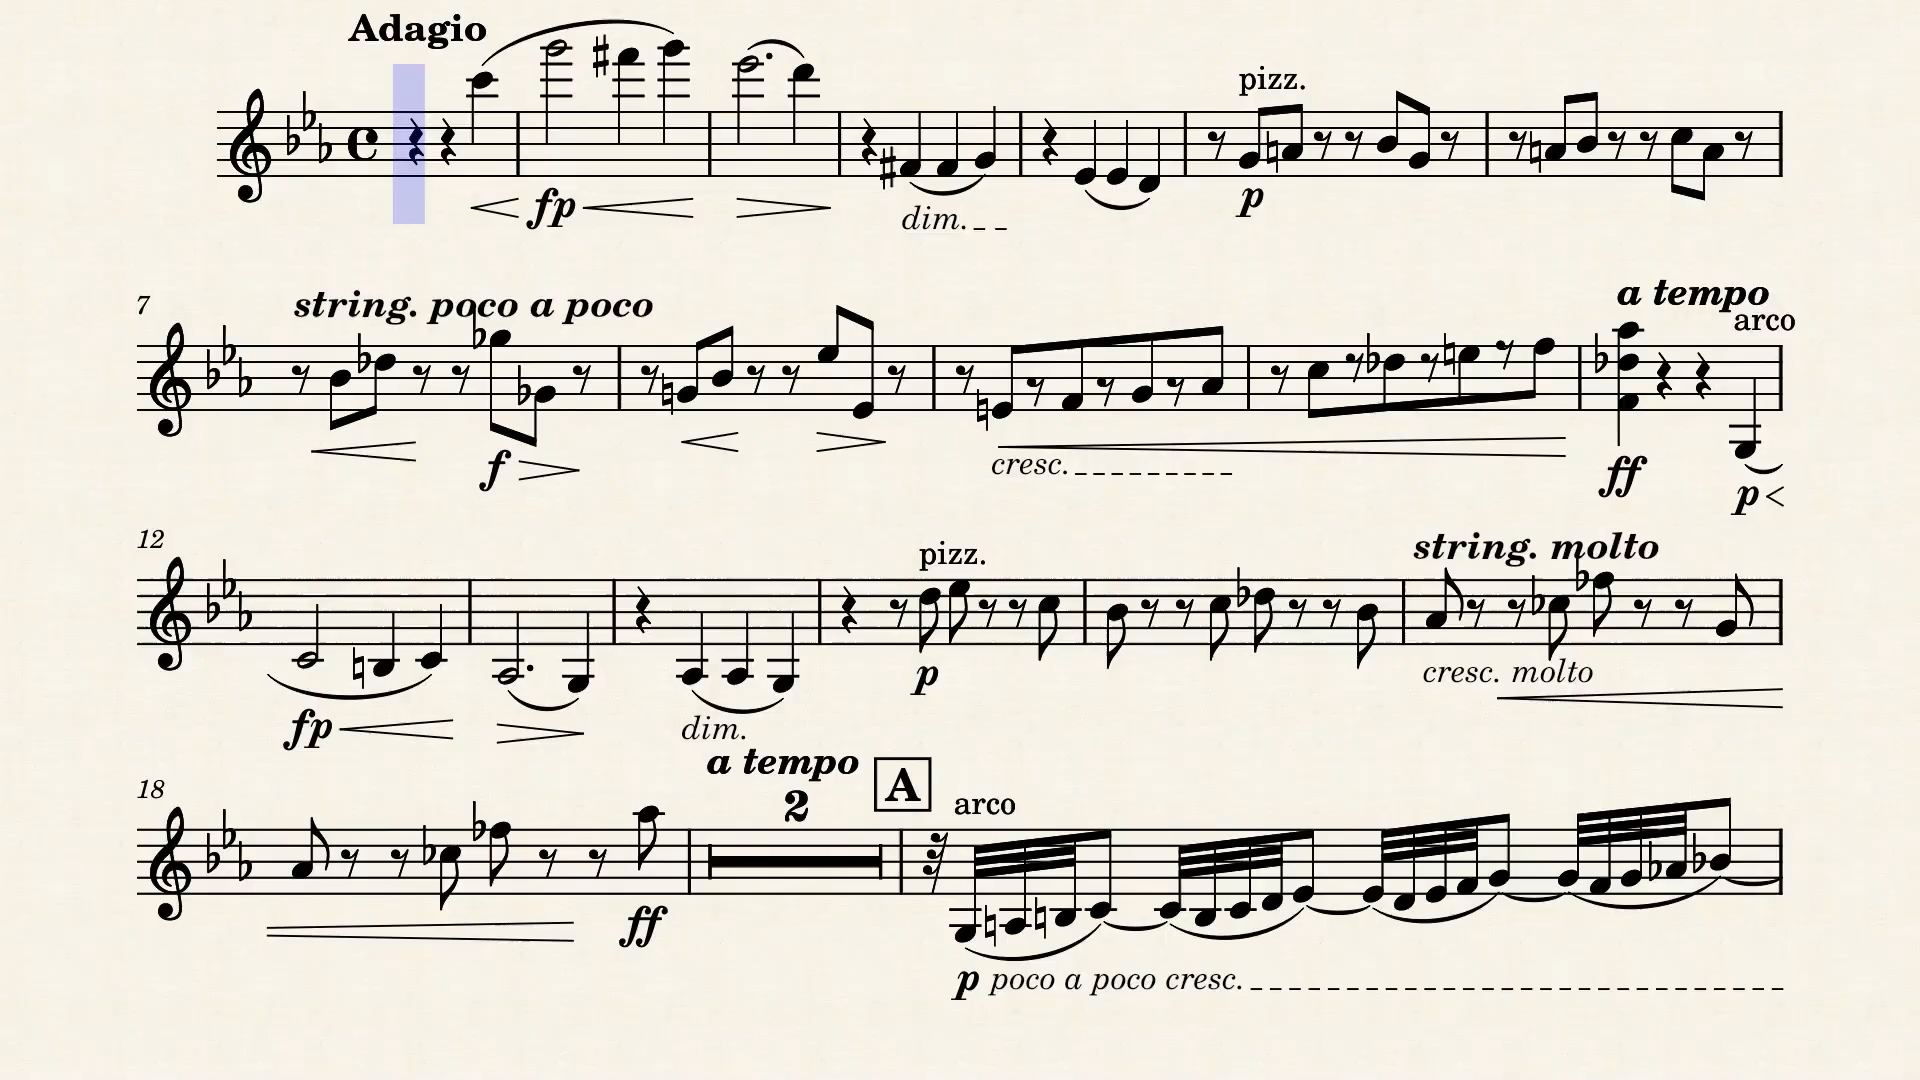 Adagio
pizz.
fp
p
dim.
7
string. poco a poco
a tempo
arco
f
cresc.
ff
p
12
pizz.
string. molto
fp
dim.
p
cresc. molto
18
a tempo
2
A
arco
ff
p poco a poco cresc.